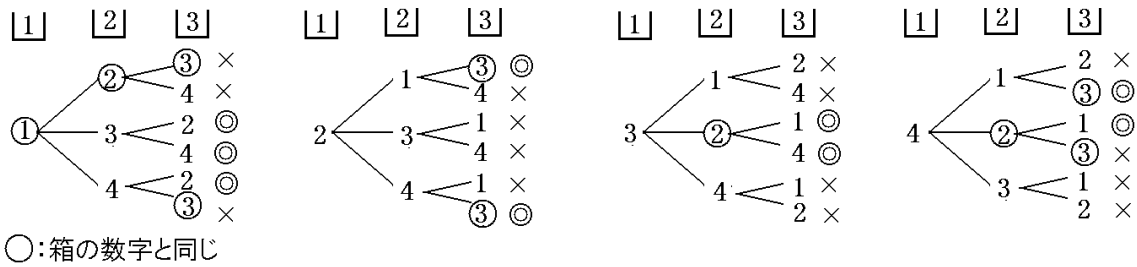 1 2 3 1 2 3 1 2 3 1 2 3
③ × ③ ◎ 2 × 2 ×
② 1 1 1
4 × 4 × 4 × ③ ◎
2 ◎ 1 × 1 ◎ 1 ◎
① 3 2 3 3 ② 4 ②
4 ◎ 4 × 4 ◎ ③ ×
2 ◎ 1 × 1 × 1 ×
4 4 4 3
③ × ③ ◎ 2 × 2 ×
○:箱の数字と同じ